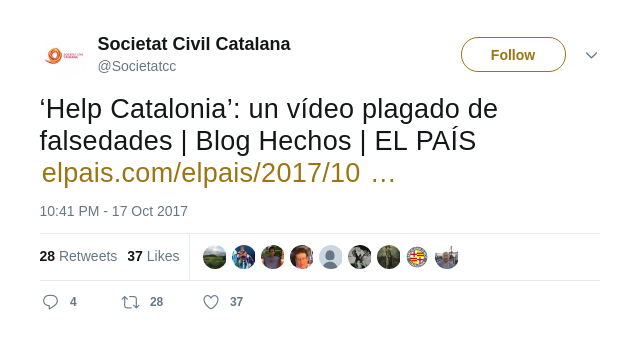 Societat Civil Catalana
@Societatcc
Follow
‘Help Catalonia’: un vídeo plagado de
falsedades | Blog Hechos | EL PAÍS
elpais.com/elpais/2017/10 …
10:41 PM - 17 Oct 2017
28 Retweets 37 Likes
4 28 37